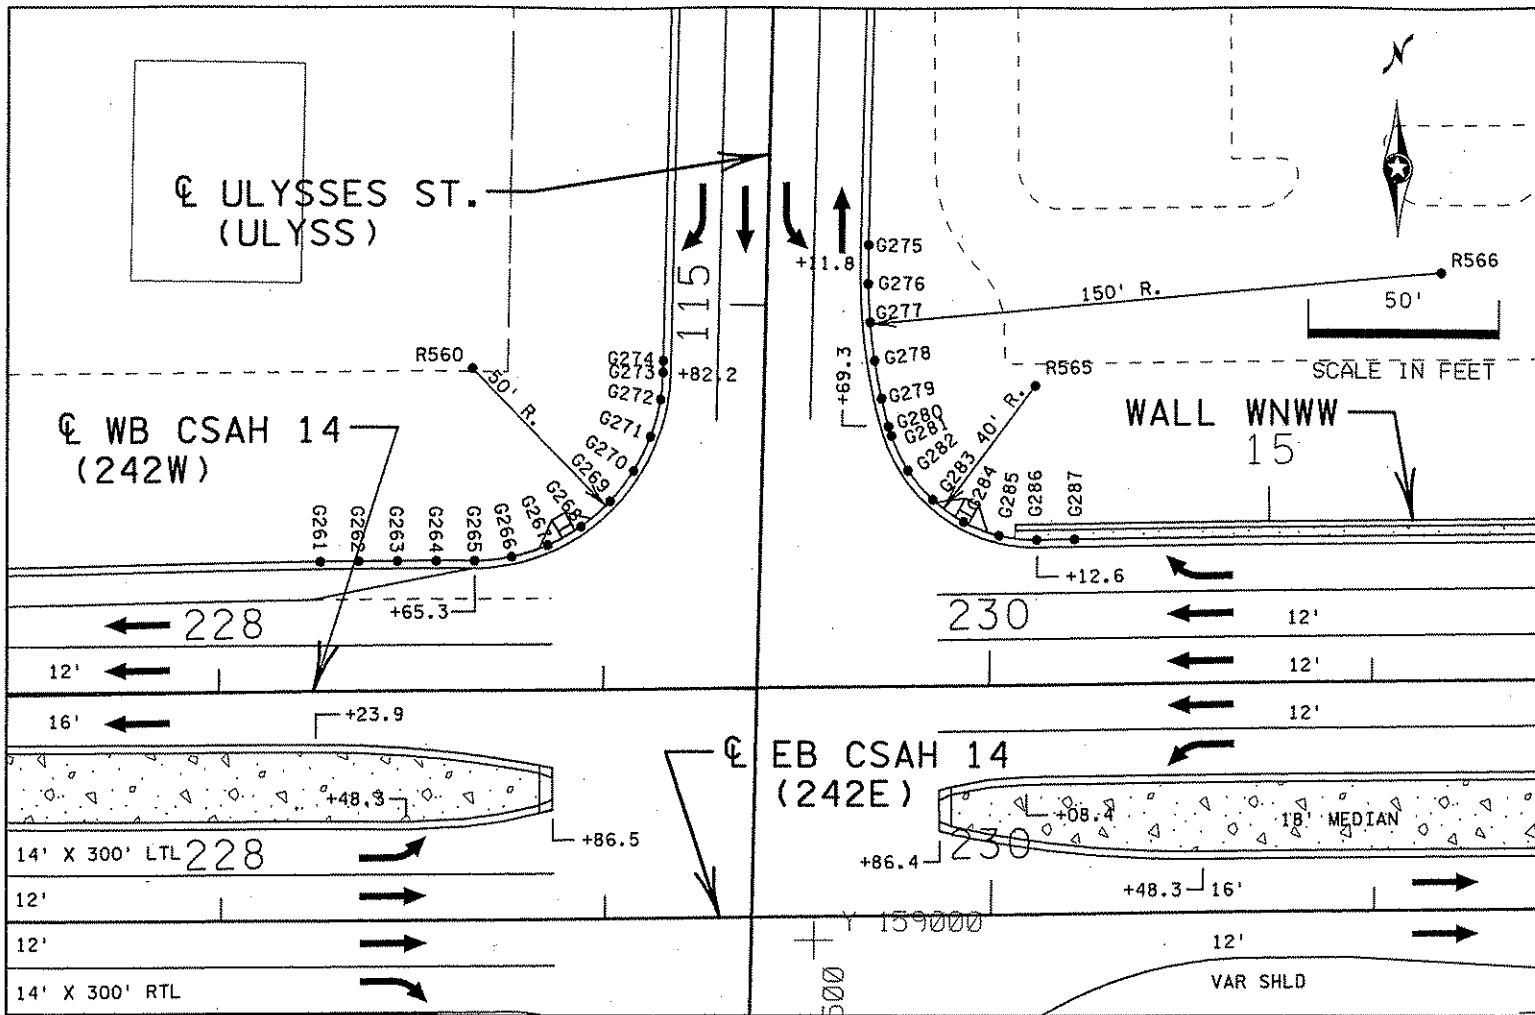 N
℄ ULYSSES ST.
(ULYSS)
+11.8
G275
G276
G277
R566
150' R.
50'
SCALE IN FEET
115
R560
50' R.
G274
G273
+82.2
G272
G271
G270
G269
G268
G267
G266
G265
G264
G263
G262
G261
+69.3
G278
G279
G280
G281
G282
G283
G284
G285
G286
G287
R565
40' R.
WALL WNWW
15
℄ WB CSAH 14
(242W)
+65.3
+12.6
228
230
12'
12'
12'
16'
12'
+23.9
℄ EB CSAH 14
(242E)
+48.3
+08.4
18' MEDIAN
14' X 300' LTL
228
+86.5
+86.4
230
+48.3
16'
12'
Y 159000
12'
12'
14' X 300' RTL
500
VAR SHLD